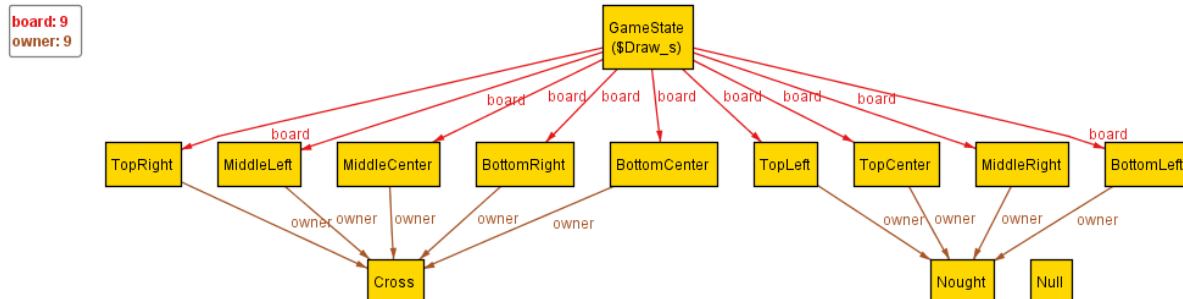 board: 9
owner: 9
GameState
($Draw_s)
board
board
board
board
board
board
board
board
board
TopRight
MiddleLeft
MiddleCenter
BottomRight
BottomCenter
TopLeft
TopCenter
MiddleRight
BottomLeft
owner
owner
owner
owner
owner
owner
owner
owner
owner
Cross
Nought
Null